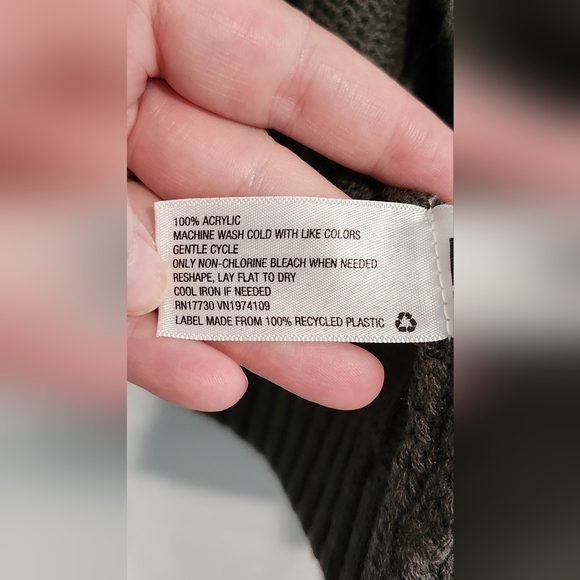 100% ACRYLIC
MACHINE WASH COLD WITH LIKE COLORS
GENTLE CYCLE
ONLY NON-CHLORINE BLEACH WHEN NEEDED
RESHAPE, LAY FLAT TO DRY
COOL IRON IF NEEDED
RN17730 VN1974109
LABEL MADE FROM 100% RECYCLED PLASTIC